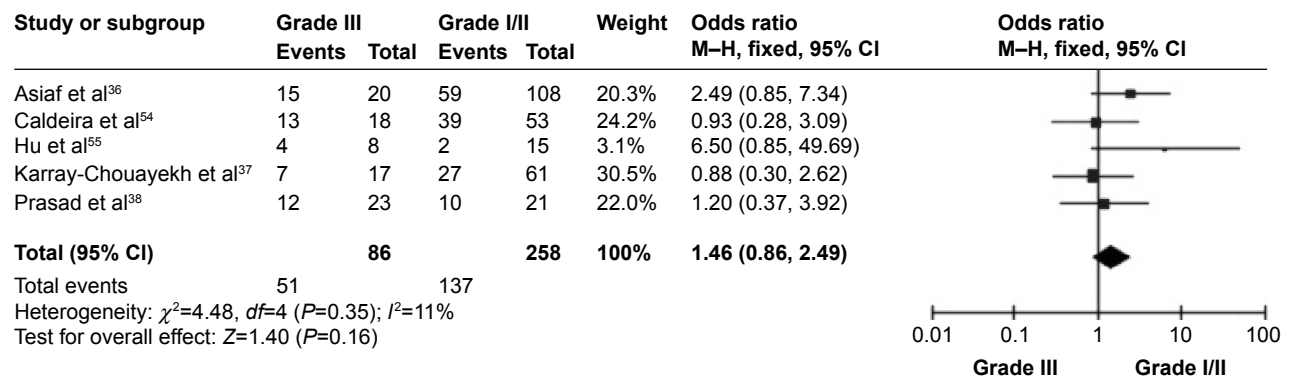 Study or subgroup Grade III Grade I/II Weight Odds ratio Odds ratio
Events Total Events Total M–H, fixed, 95% CI M–H, fixed, 95% CI
Asiaf et al³⁶ 15 20 59 108 20.3% 2.49 (0.85, 7.34)
Caldeira et al⁵⁴ 13 18 39 53 24.2% 0.93 (0.28, 3.09)
Hu et al⁵⁵ 4 8 2 15 3.1% 6.50 (0.85, 49.69)
Karray-Chouayekh et al³⁷ 7 17 27 61 30.5% 0.88 (0.30, 2.62)
Prasad et al³⁸ 12 23 10 21 22.0% 1.20 (0.37, 3.92)
Total (95% CI) 86 258 100% 1.46 (0.86, 2.49)
Total events 51 137
Heterogeneity: χ²=4.48, df=4 (P=0.35); I²=11%
Test for overall effect: Z=1.40 (P=0.16)
0.01 0.1 1 10 100
Grade III Grade I/II